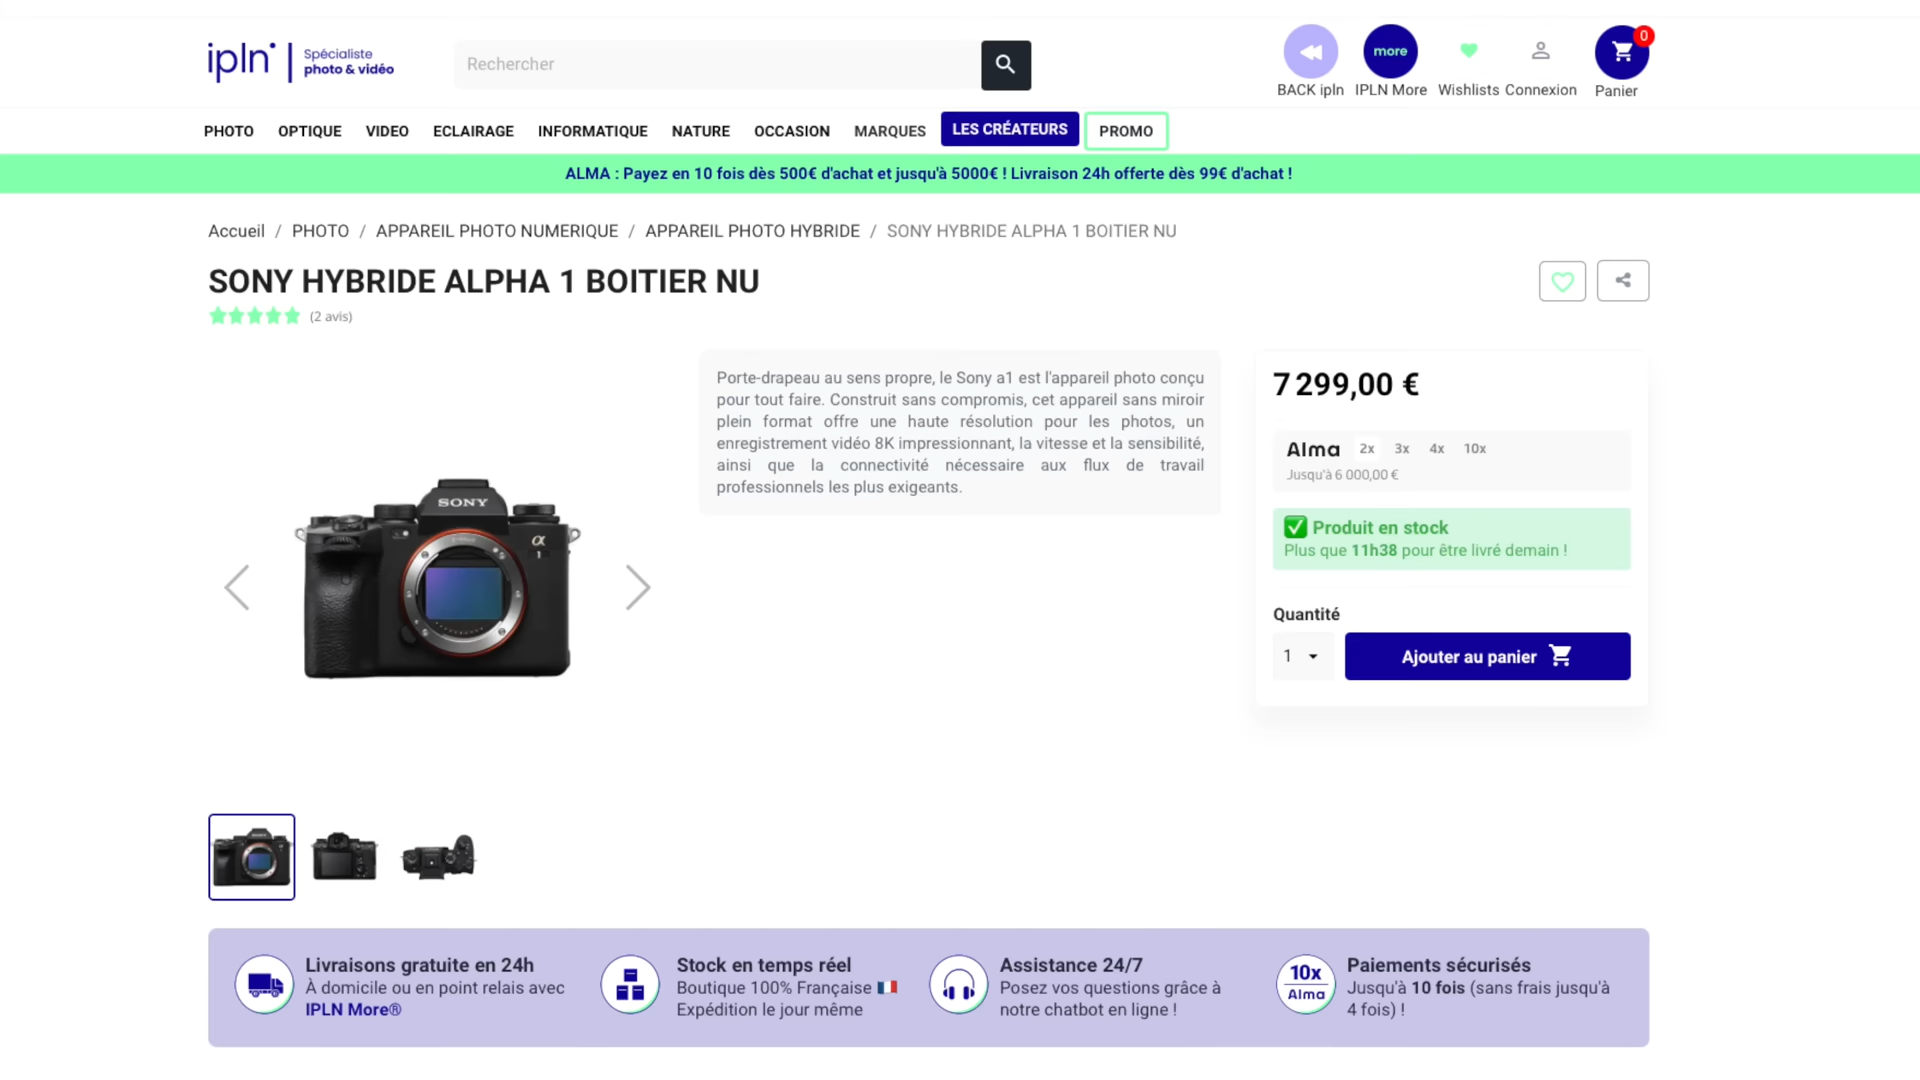 ipln
Spécialiste
photo & vidéo
Rechercher
more
0
BACK ipln
IPLN More
Wishlists
Connexion
Panier
PHOTO
OPTIQUE
VIDEO
ECLAIRAGE
INFORMATIQUE
NATURE
OCCASION
MARQUES
LES CRÉATEURS
PROMO
ALMA : Payez en 10 fois dès 500€ d'achat et jusqu'à 5000€ ! Livraison 24h offerte dès 99€ d'achat !
Accueil / PHOTO / APPAREIL PHOTO NUMERIQUE / APPAREIL PHOTO HYBRIDE / SONY HYBRIDE ALPHA 1 BOITIER NU
SONY HYBRIDE ALPHA 1 BOITIER NU
(2 avis)
SONY
α
1
Porte-drapeau au sens propre, le Sony a1 est l'appareil photo conçu
pour tout faire. Construit sans compromis, cet appareil sans miroir
plein format offre une haute résolution pour les photos, un
enregistrement vidéo 8K impressionnant, la vitesse et la sensibilité,
ainsi que la connectivité nécessaire aux flux de travail
professionnels les plus exigeants.
7 299,00 €
Alma 2x 3x 4x 10x
Jusqu'à 6 000,00 €
Produit en stock
Plus que 11h38 pour être livré demain !
Quantité
1
Ajouter au panier
Livraisons gratuite en 24h
À domicile ou en point relais avec
IPLN More®
Stock en temps réel
Boutique 100% Française
Expédition le jour même
Assistance 24/7
Posez vos questions grâce à
notre chatbot en ligne !
10x
Alma
Paiements sécurisés
Jusqu'à 10 fois (sans frais jusqu'à
4 fois) !